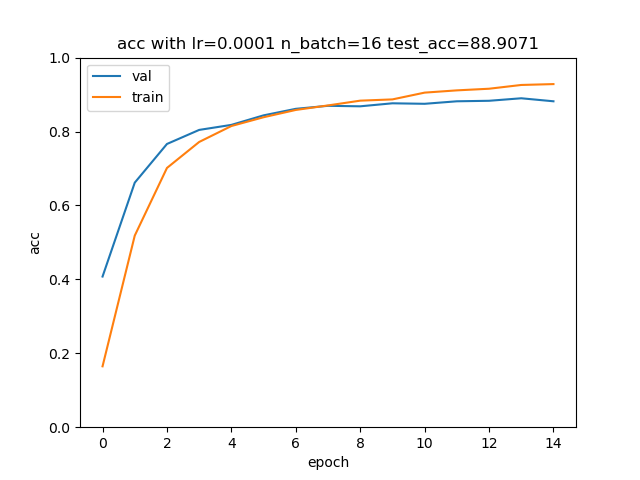 acc with lr=0.0001 n_batch=16 test_acc=88.9071
val
train
1.0
0.8
0.6
0.4
0.2
0.0
acc
0 2 4 6 8 10 12 14
epoch